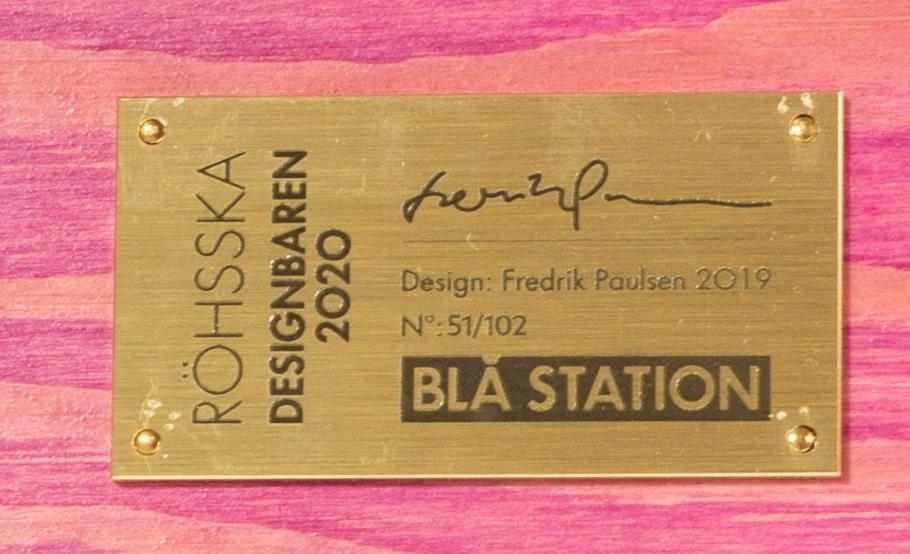 RÖHSSKA
DESIGNBAREN
2020
Design: Fredrik Paulsen 2019
N°:51/102
BLÅ STATION